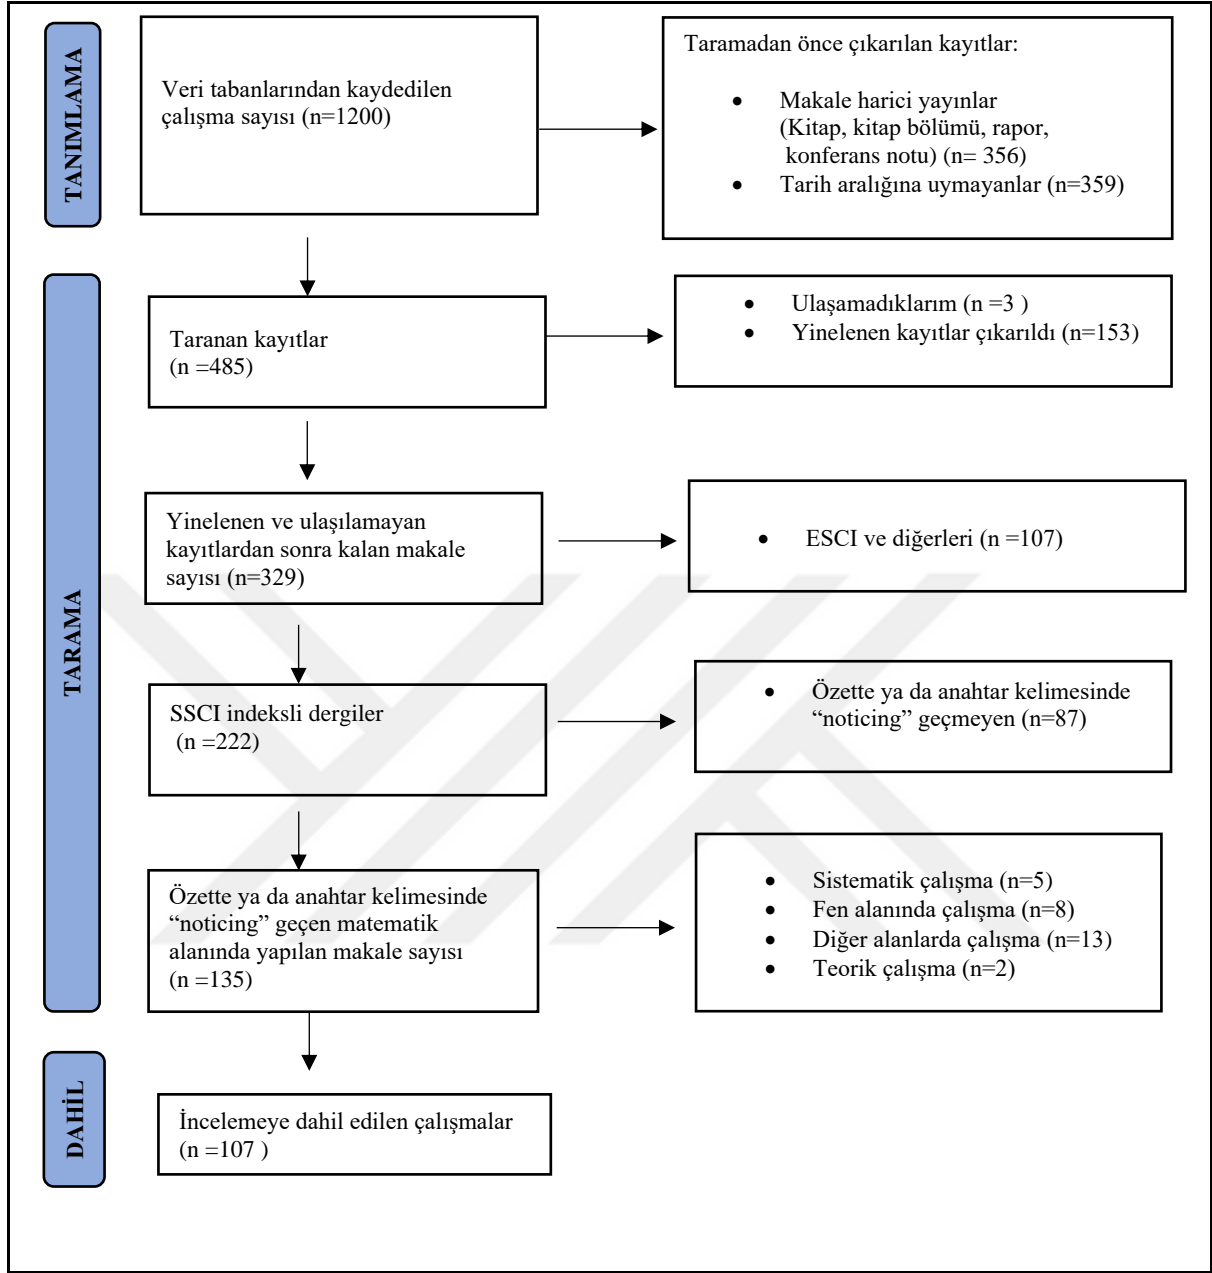 TANIMLAMA
Veri tabanlarından kaydedilen
çalışma sayısı (n=1200)
Taramadan önce çıkarılan kayıtlar:
• Makale harici yayınlar
(Kitap, kitap bölümü, rapor,
konferans notu) (n= 356)
• Tarih aralığına uymayanlar (n=359)
TARAMA
Taranan kayıtlar
(n =485)
• Ulaşamadıklarım (n =3 )
• Yinelenen kayıtlar çıkarıldı (n=153)
Yinelenen ve ulaşılamayan
kayıtlardan sonra kalan makale
sayısı (n=329)
• ESCI ve diğerleri (n =107)
SSCI indeksli dergiler
(n =222)
• Özette ya da anahtar kelimesinde
“noticing” geçmeyen (n=87)
Özette ya da anahtar kelimesinde
“noticing” geçen matematik
alanında yapılan makale sayısı
(n =135)
• Sistematik çalışma (n=5)
• Fen alanında çalışma (n=8)
• Diğer alanlarda çalışma (n=13)
• Teorik çalışma (n=2)
DAHİL
İncelemeye dahil edilen çalışmalar
(n =107 )